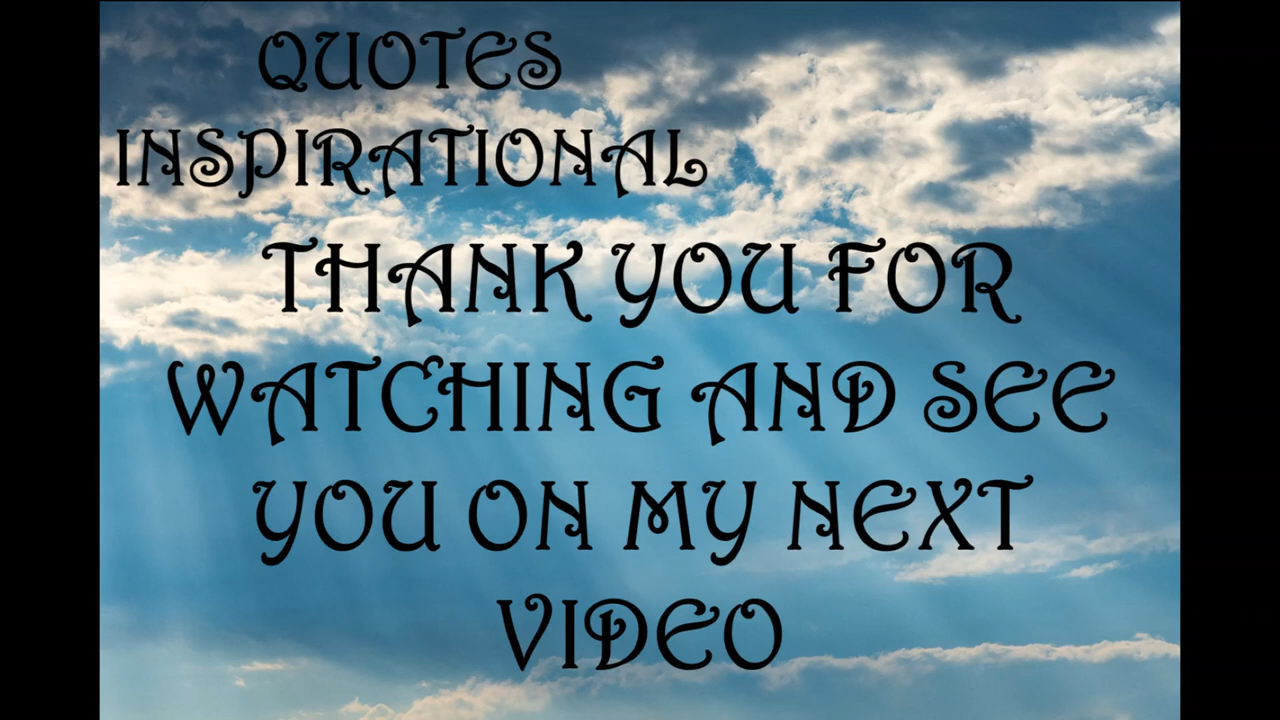 QUOTES
INSPIRATIONAL
THANK YOU FOR
WATCHING AND SEE
YOU ON MY NEXT
VIDEO